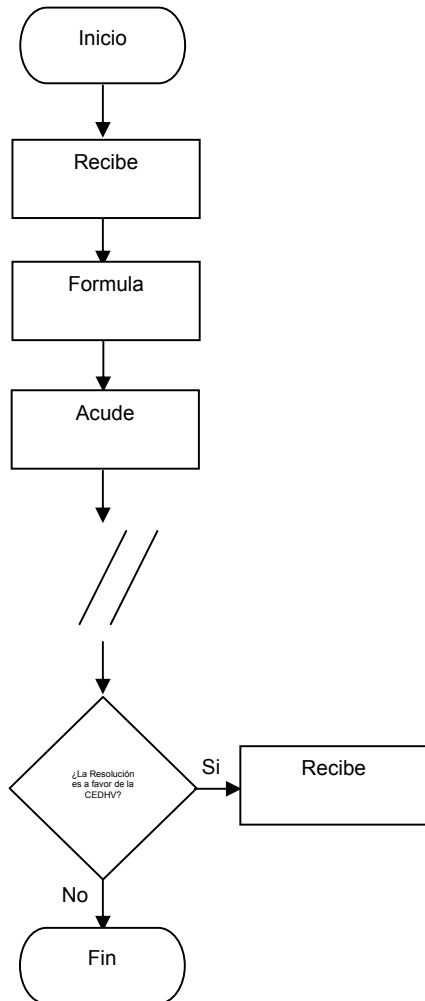 Inicio
Recibe
Formula
Acude
¿La Resolución
es a favor de la
CEDHV?
Si
Recibe
No
Fin